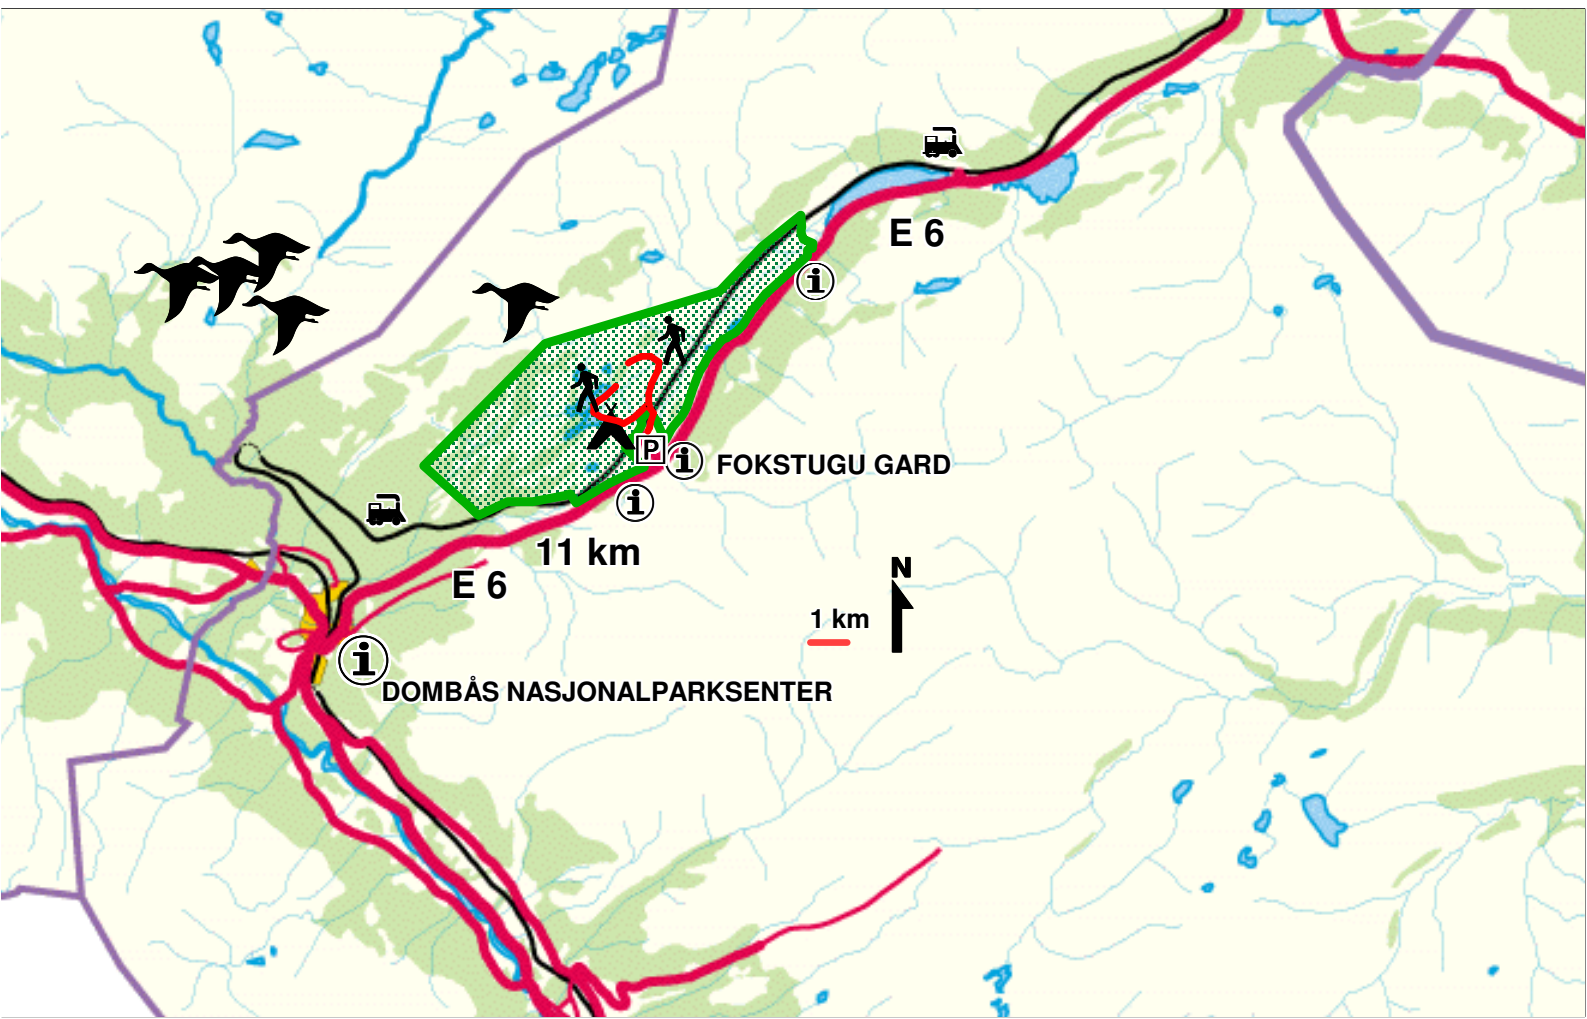 E 6
i
P
i
FOKSTUGU GARD
i
11 km
E 6
N
1 km
i
DOMBÅS NASJONALPARKSENTER